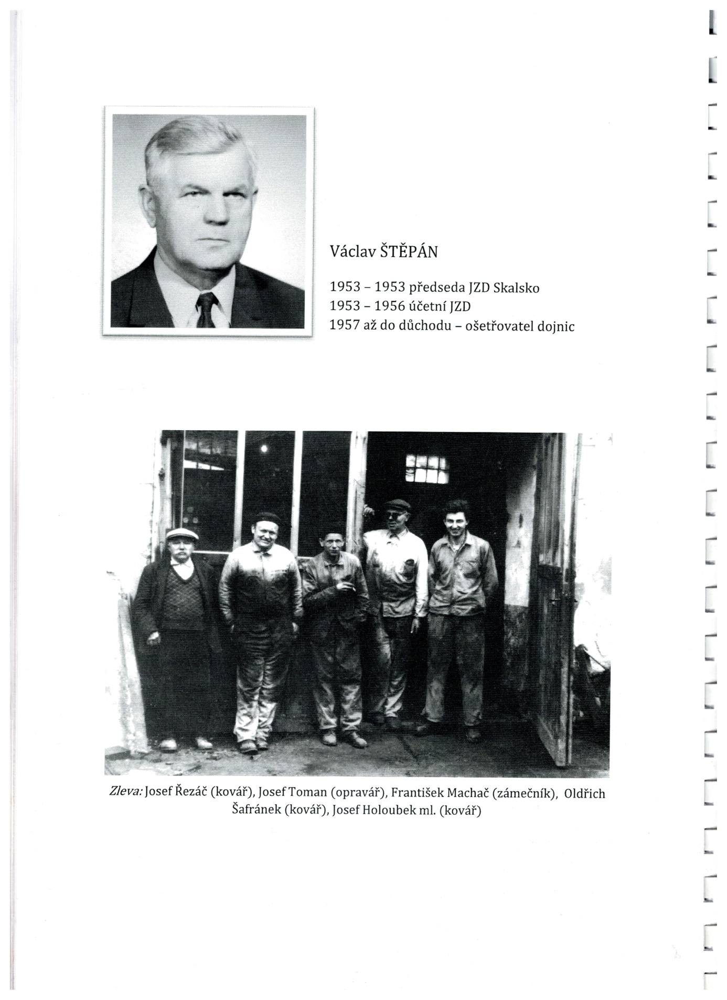 Václav ŠTĚPÁN
1953 – 1953 předseda JZD Skalsko
1953 – 1956 účetní JZD
1957 až do důchodu – ošetřovatel dojnic
Zleva: Josef Řezáč (kovář), Josef Toman (opravář), František Machač (zámečník), Oldřich
Šafránek (kovář), Josef Holoubek ml. (kovář)